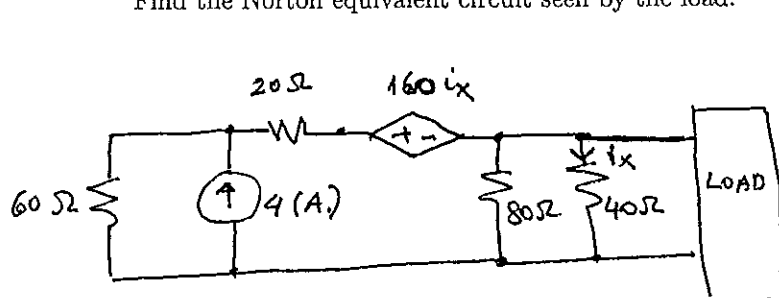 Find the Norton equivalent circuit seen by the load.
20Ω 160 ix
+ -
ix
60 Ω 4 (A.) 80Ω 40Ω LOAD